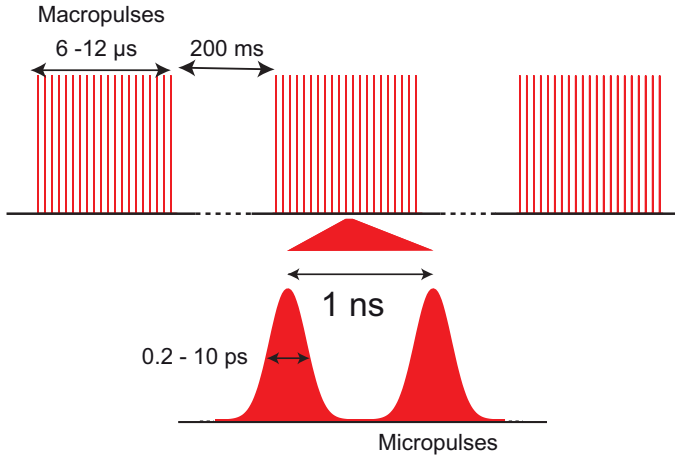 Macropulses
6 -12 µs
200 ms
1 ns
0.2 - 10 ps
Micropulses